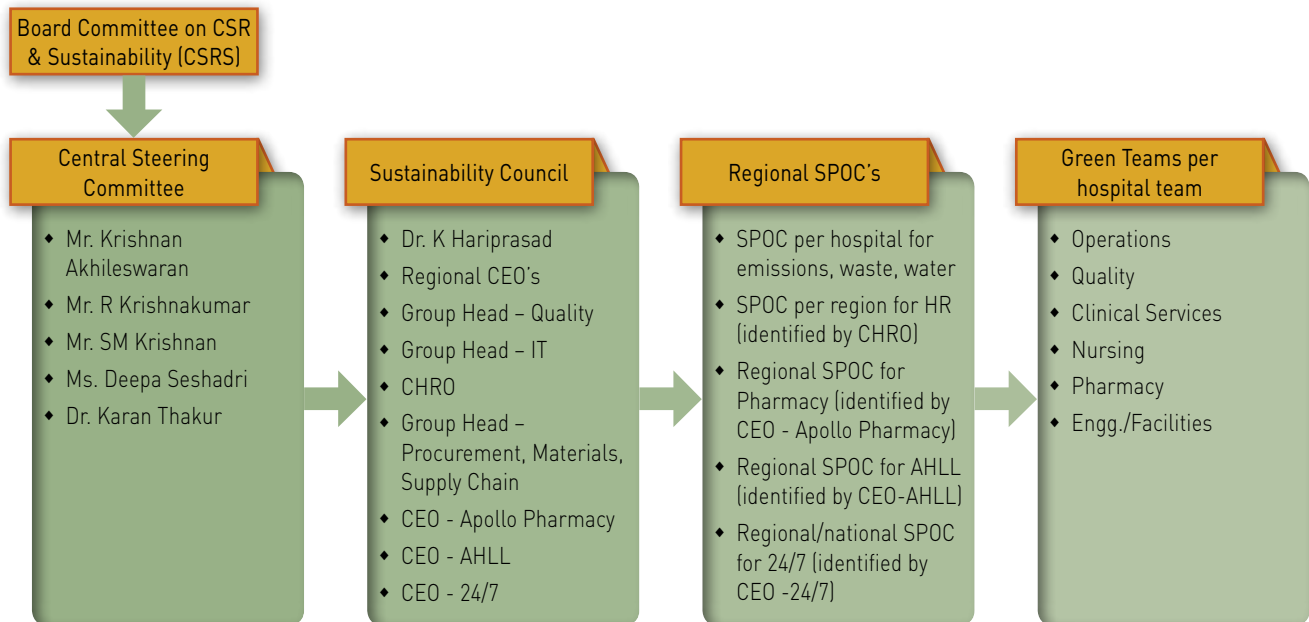 Board Committee on CSR
& Sustainability (CSRS)
Central Steering
Committee
◆ Mr. Krishnan
Akhileswaran
◆ Mr. R Krishnakumar
◆ Mr. SM Krishnan
◆ Ms. Deepa Seshadri
◆ Dr. Karan Thakur
Sustainability Council
◆ Dr. K Hariprasad
◆ Regional CEO's
◆ Group Head – Quality
◆ Group Head – IT
◆ CHRO
◆ Group Head –
Procurement, Materials,
Supply Chain
◆ CEO - Apollo Pharmacy
◆ CEO - AHLL
◆ CEO - 24/7
Regional SPOC's
◆ SPOC per hospital for
emissions, waste, water
◆ SPOC per region for HR
(identified by CHRO)
◆ Regional SPOC for
Pharmacy (identified by
CEO - Apollo Pharmacy)
◆ Regional SPOC for AHLL
(identified by CEO-AHLL)
◆ Regional/national SPOC
for 24/7 (identified by
CEO -24/7)
Green Teams per
hospital team
◆ Operations
◆ Quality
◆ Clinical Services
◆ Nursing
◆ Pharmacy
◆ Engg./Facilities